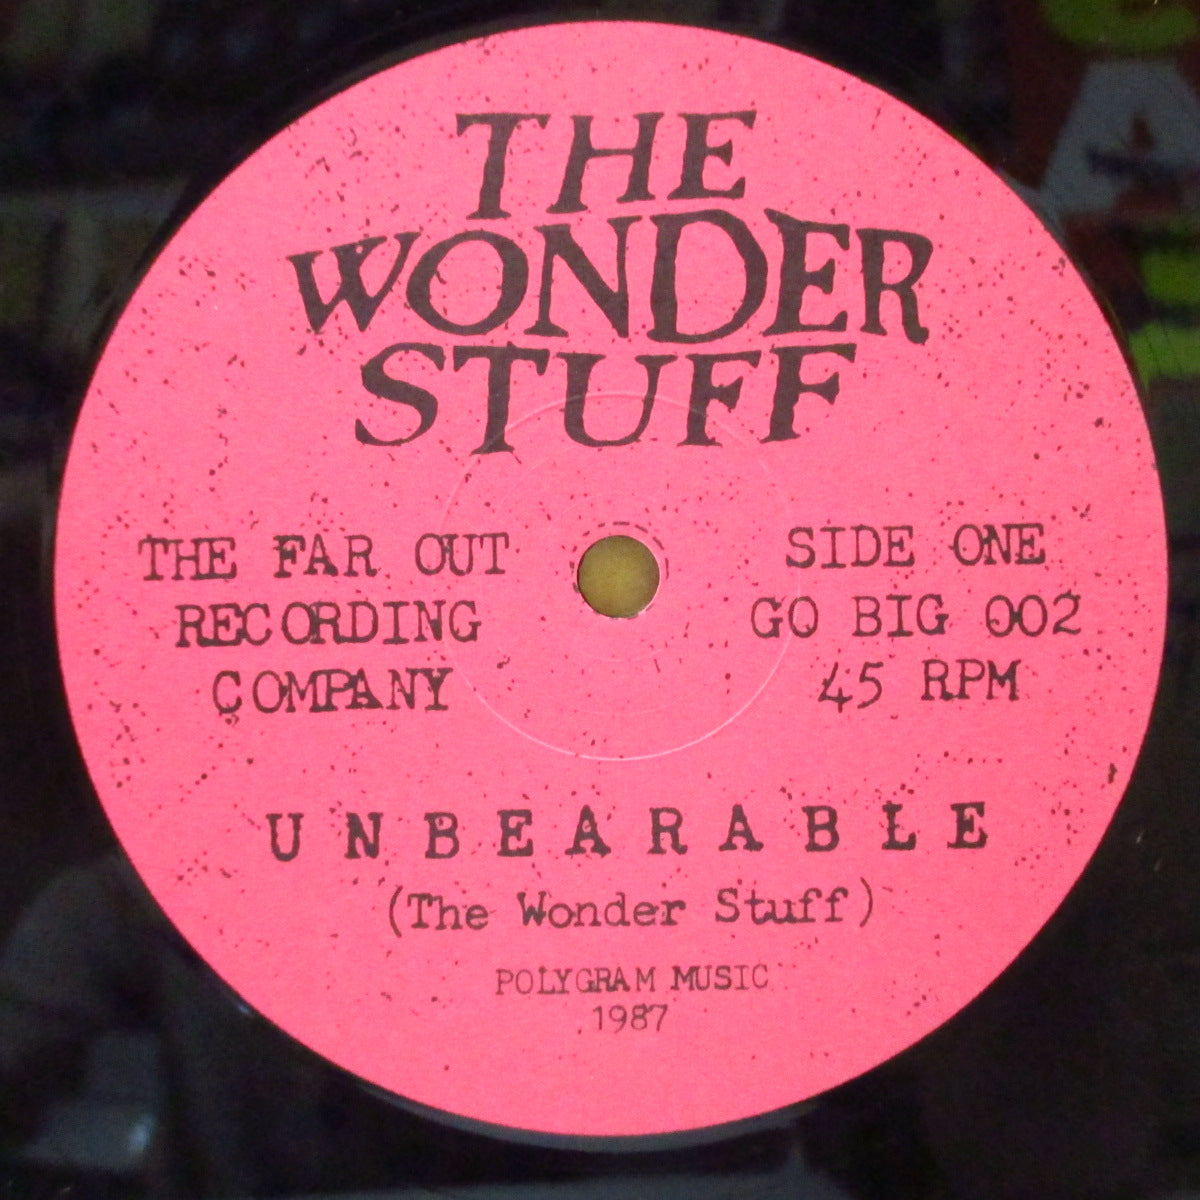 THE
WONDER
STUFF
THE FAR OUT
RECORDING
COMPANY
SIDE ONE
GO BIG 002
45 RPM
UNBEARABLE
(The Wonder Stuff)
POLYGRAM MUSIC
1987